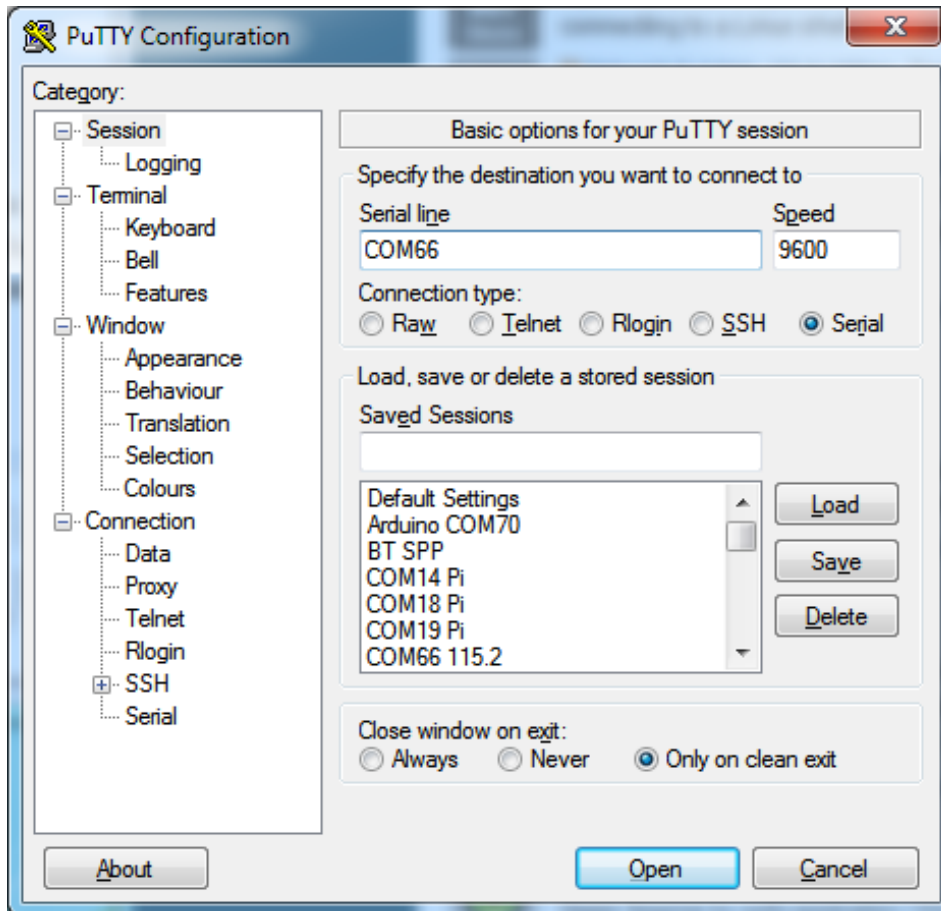 PuTTY Configuration
Category:
Session
Logging
Terminal
Keyboard
Bell
Features
Window
Appearance
Behaviour
Translation
Selection
Colours
Connection
Data
Proxy
Telnet
Rlogin
SSH
Serial
Basic options for your PuTTY session
Specify the destination you want to connect to
Serial line Speed
COM66 9600
Connection type:
Raw Telnet Rlogin SSH Serial
Load, save or delete a stored session
Saved Sessions
Default Settings
Arduino COM70
BT SPP
COM14 Pi
COM18 Pi
COM19 Pi
COM66 115.2
Load
Save
Delete
Close window on exit:
Always Never Only on clean exit
About Open Cancel